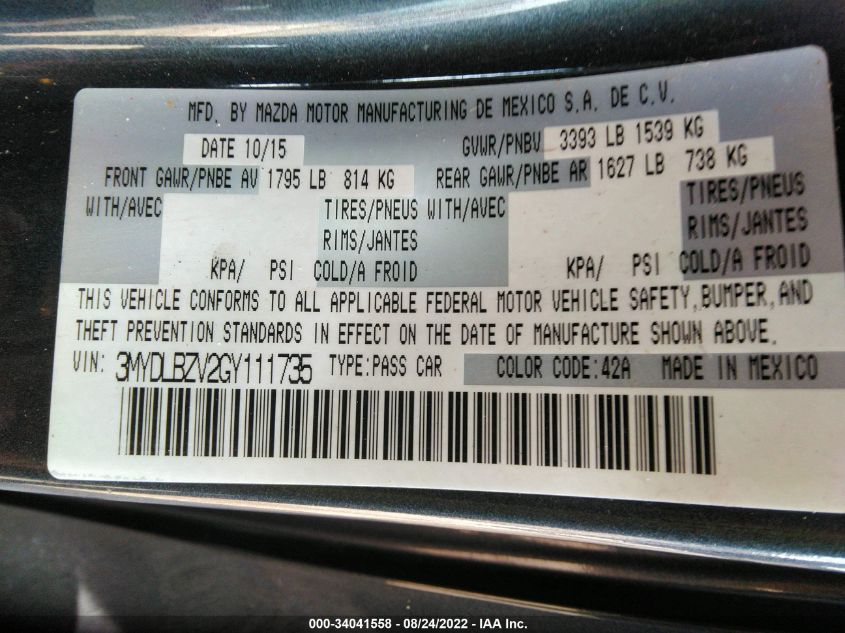 MFD. BY MAZDA MOTOR MANUFACTURING DE MEXICO S.A. DE C.V.
DATE 10/15 GVWR/PNBV 3393 LB 1539 KG
FRONT GAWR/PNBE AV 1795 LB 814 KG REAR GAWR/PNBE AR 1627 LB 738 KG
WITH/AVEC TIRES/PNEUS WITH/AVEC TIRES/PNEUS
RIMS/JANTES RIMS/JANTES
KPA/ PSI COLD/A FROID KPA/ PSI COLD/A FROID
THIS VEHICLE CONFORMS TO ALL APPLICABLE FEDERAL MOTOR VEHICLE SAFETY, BUMPER, AND
THEFT PREVENTION STANDARDS IN EFFECT ON THE DATE OF MANUFACTURE SHOWN ABOVE.
VIN: 3MYDLBZV2GY111735 TYPE:PASS CAR COLOR CODE:42A MADE IN MEXICO
000-34041558 - 08/24/2022 - IAA Inc.